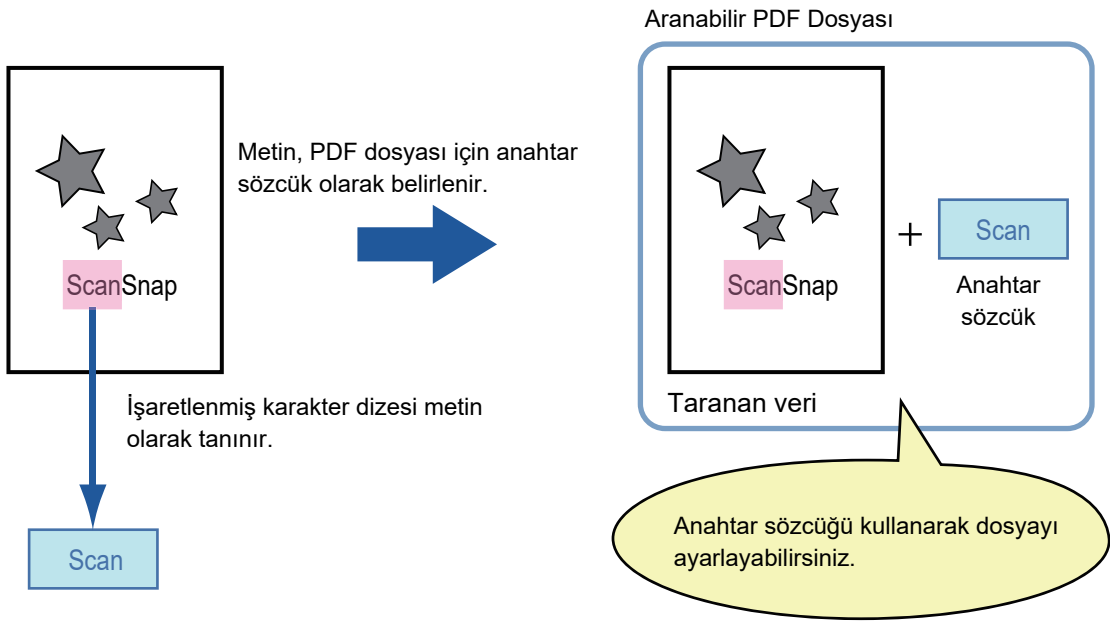 Aranabilir PDF Dosyası
Metin, PDF dosyası için anahtar
sözcük olarak belirlenir.
ScanSnap
İşaretlenmiş karakter dizesi metin
olarak tanınır.
Scan
ScanSnap
+
Scan
Anahtar
sözcük
Taranan veri
Anahtar sözcüğü kullanarak dosyayı
ayarlayabilirsiniz.